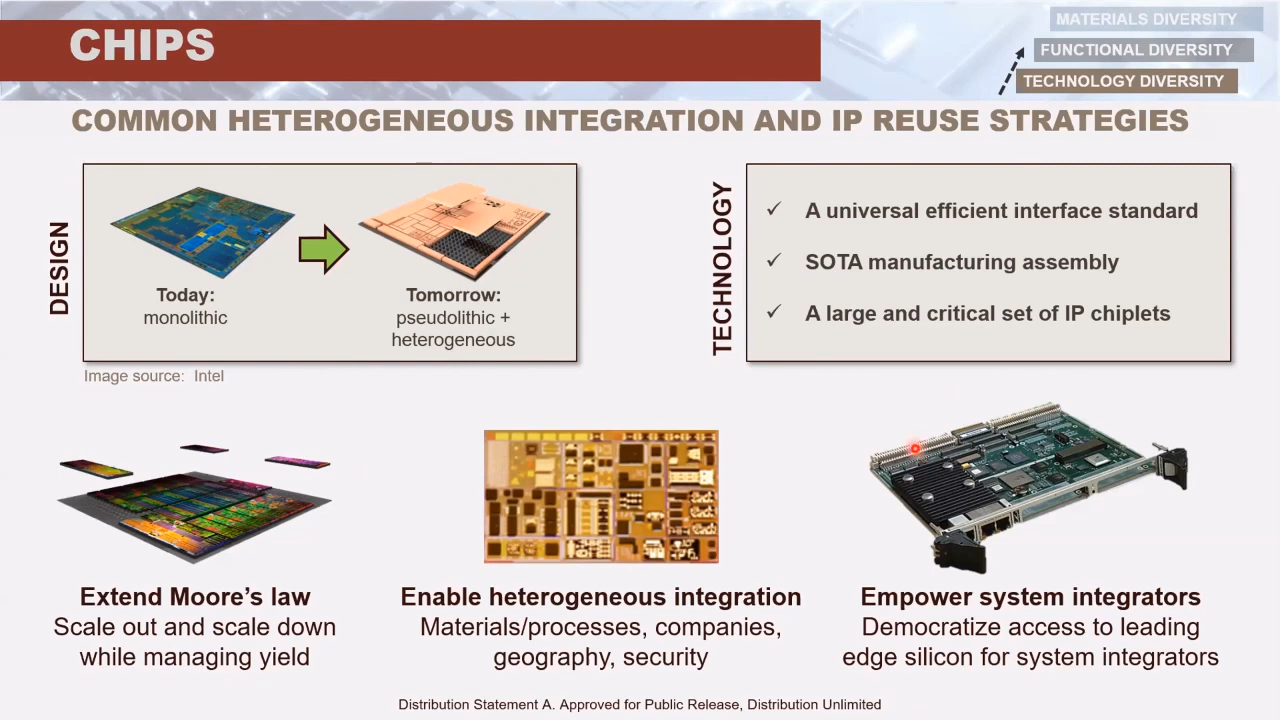 CHIPS
MATERIALS DIVERSITY
FUNCTIONAL DIVERSITY
TECHNOLOGY DIVERSITY
COMMON HETEROGENEOUS INTEGRATION AND IP REUSE STRATEGIES
DESIGN
Today:
monolithic
Tomorrow:
pseudolithic +
heterogeneous
Image source: Intel
TECHNOLOGY
✓ A universal efficient interface standard
✓ SOTA manufacturing assembly
✓ A large and critical set of IP chiplets
Extend Moore’s law
Scale out and scale down
while managing yield
Enable heterogeneous integration
Materials/processes, companies,
geography, security
Empower system integrators
Democratize access to leading
edge silicon for system integrators
Distribution Statement A. Approved for Public Release, Distribution Unlimited